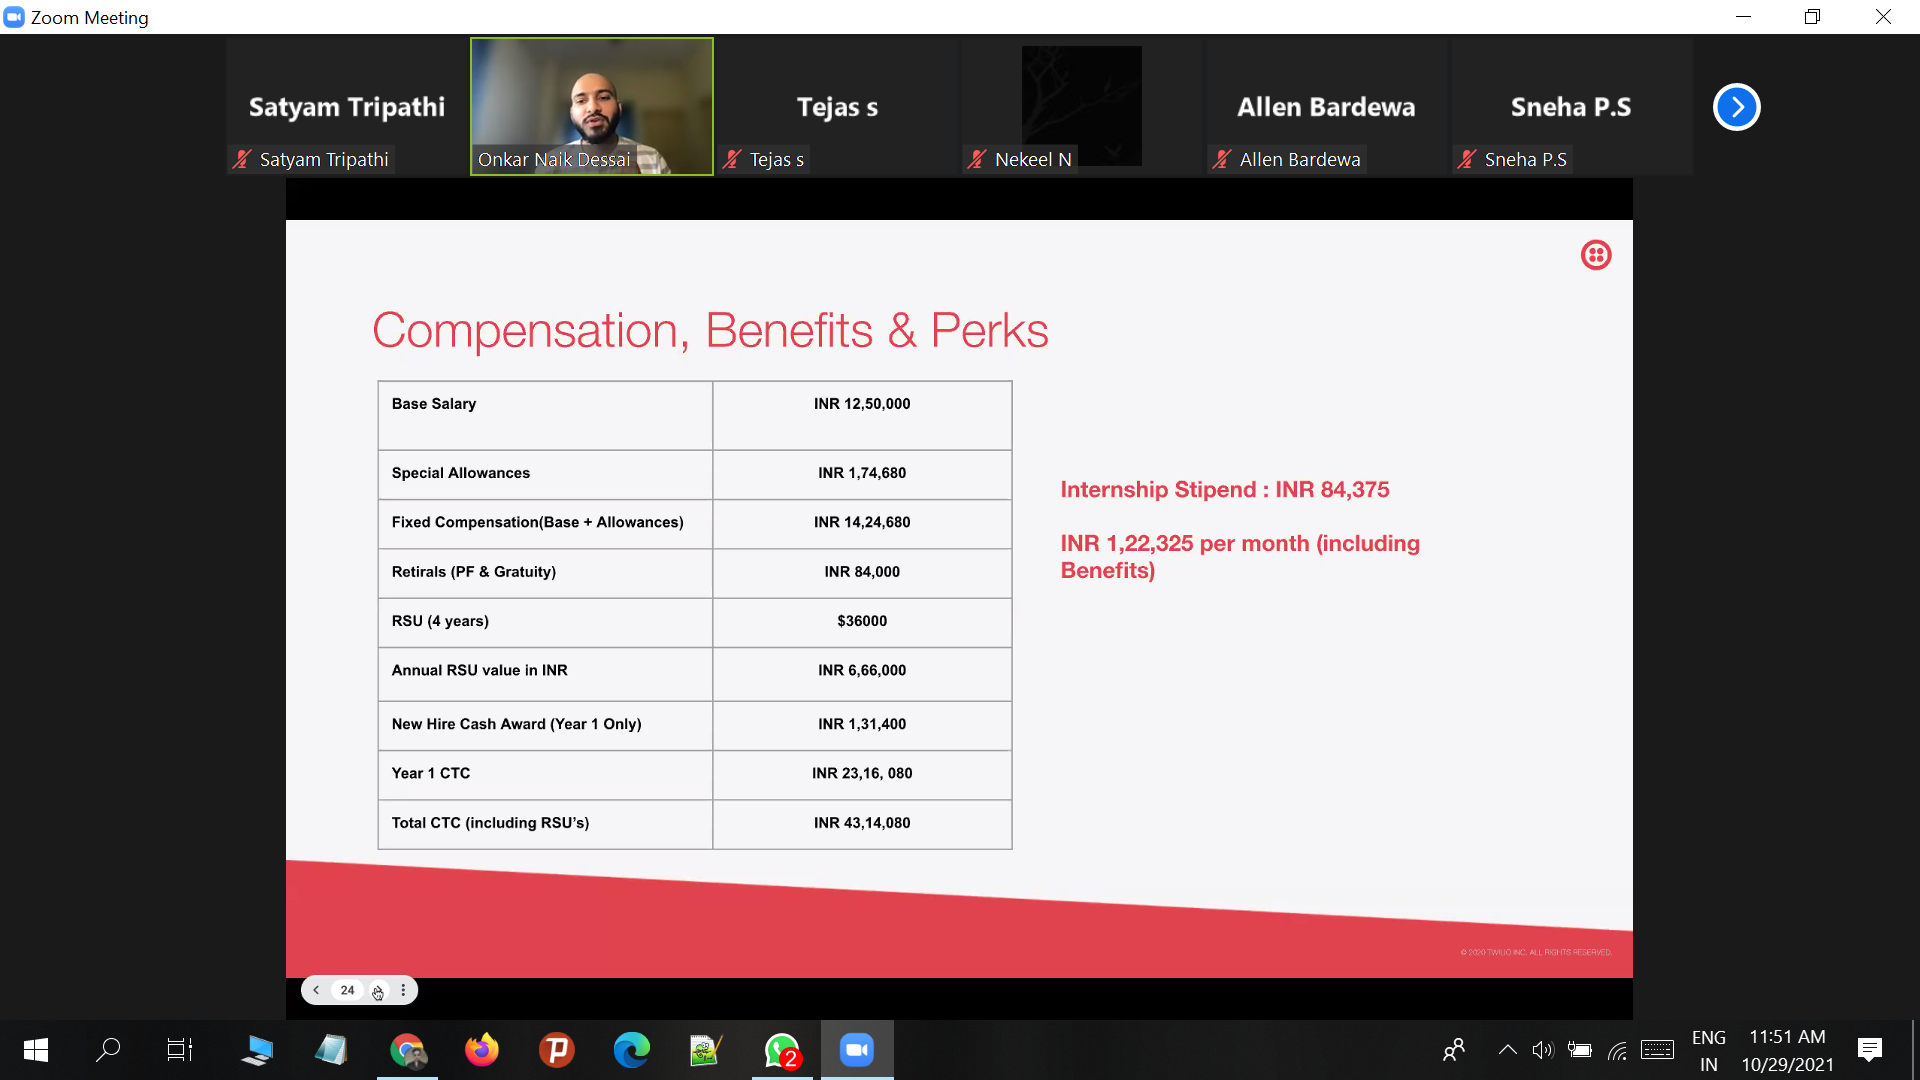 Zoom Meeting
Satyam Tripathi
Tejas s
Allen Bardewa
Sneha P.S
Satyam Tripathi
Onkar Naik Dessai
Tejas s
Nekeel N
Allen Bardewa
Sneha P.S
Compensation, Benefits & Perks
Base Salary INR 12,50,000
Special Allowances INR 1,74,680
Fixed Compensation(Base + Allowances) INR 14,24,680
Retirals (PF & Gratuity) INR 84,000
RSU (4 years) $36000
Annual RSU value in INR INR 6,66,000
New Hire Cash Award (Year 1 Only) INR 1,31,400
Year 1 CTC INR 23,16, 080
Total CTC (including RSU's) INR 43,14,080
Internship Stipend : INR 84,375
INR 1,22,325 per month (including
Benefits)
© 2020 TWILIO INC. ALL RIGHTS RESERVED.
24
2
ENG
IN
11:51 AM
10/29/2021